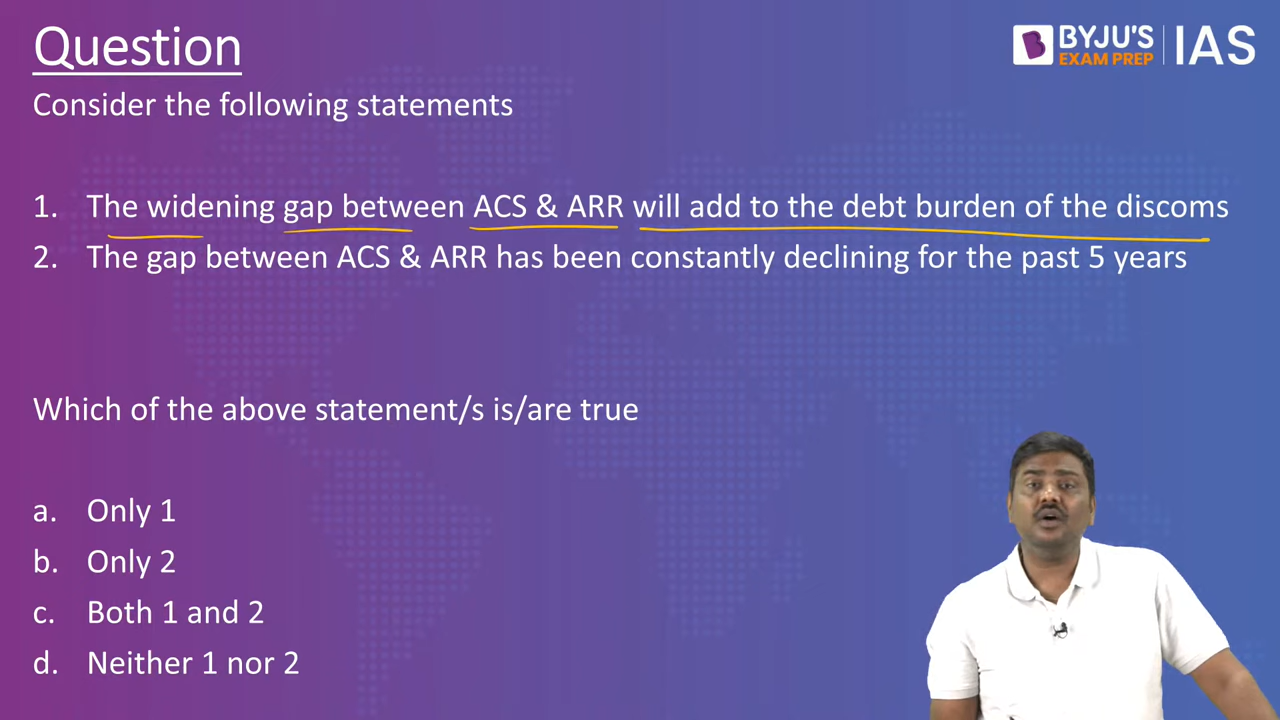 Question
BYJU'S
EXAM PREP
IAS
Consider the following statements
1. The widening gap between ACS & ARR will add to the debt burden of the discoms
2. The gap between ACS & ARR has been constantly declining for the past 5 years
Which of the above statement/s is/are true
a. Only 1
b. Only 2
c. Both 1 and 2
d. Neither 1 nor 2